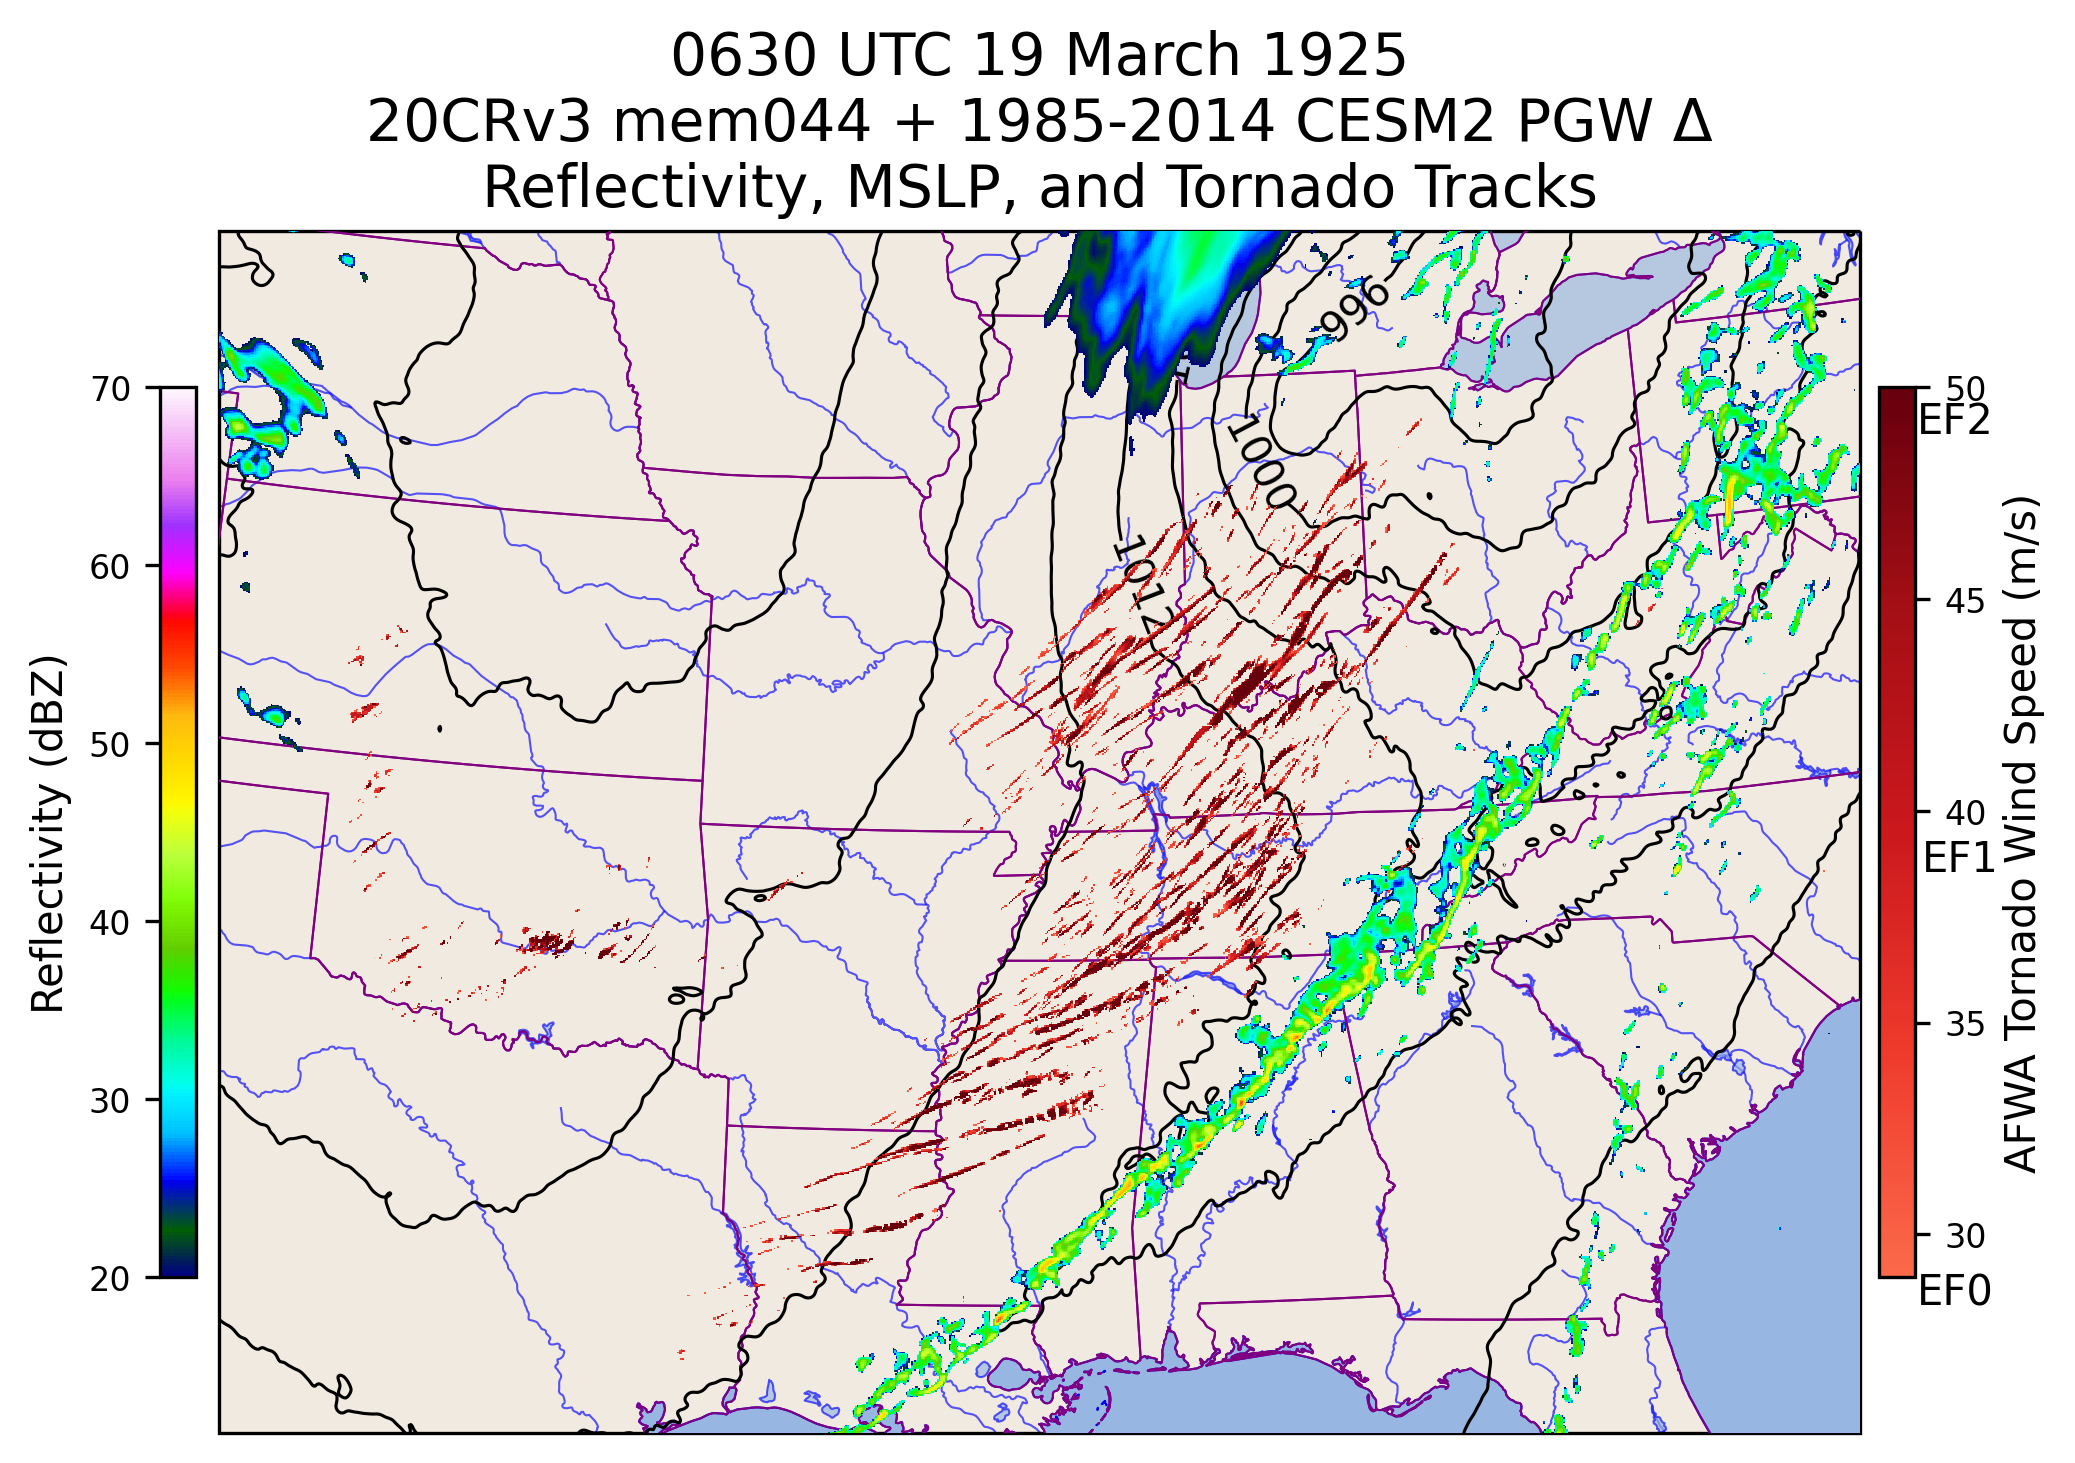 0630 UTC 19 March 1925
20CRv3 mem044 + 1985-2014 CESM2 PGW Δ
Reflectivity, MSLP, and Tornado Tracks
996
1000
1012
70
60
50
40
30
20
Reflectivity (dBZ)
50
EF2
45
40
EF1
35
30
EF0
AFWA Tornado Wind Speed (m/s)